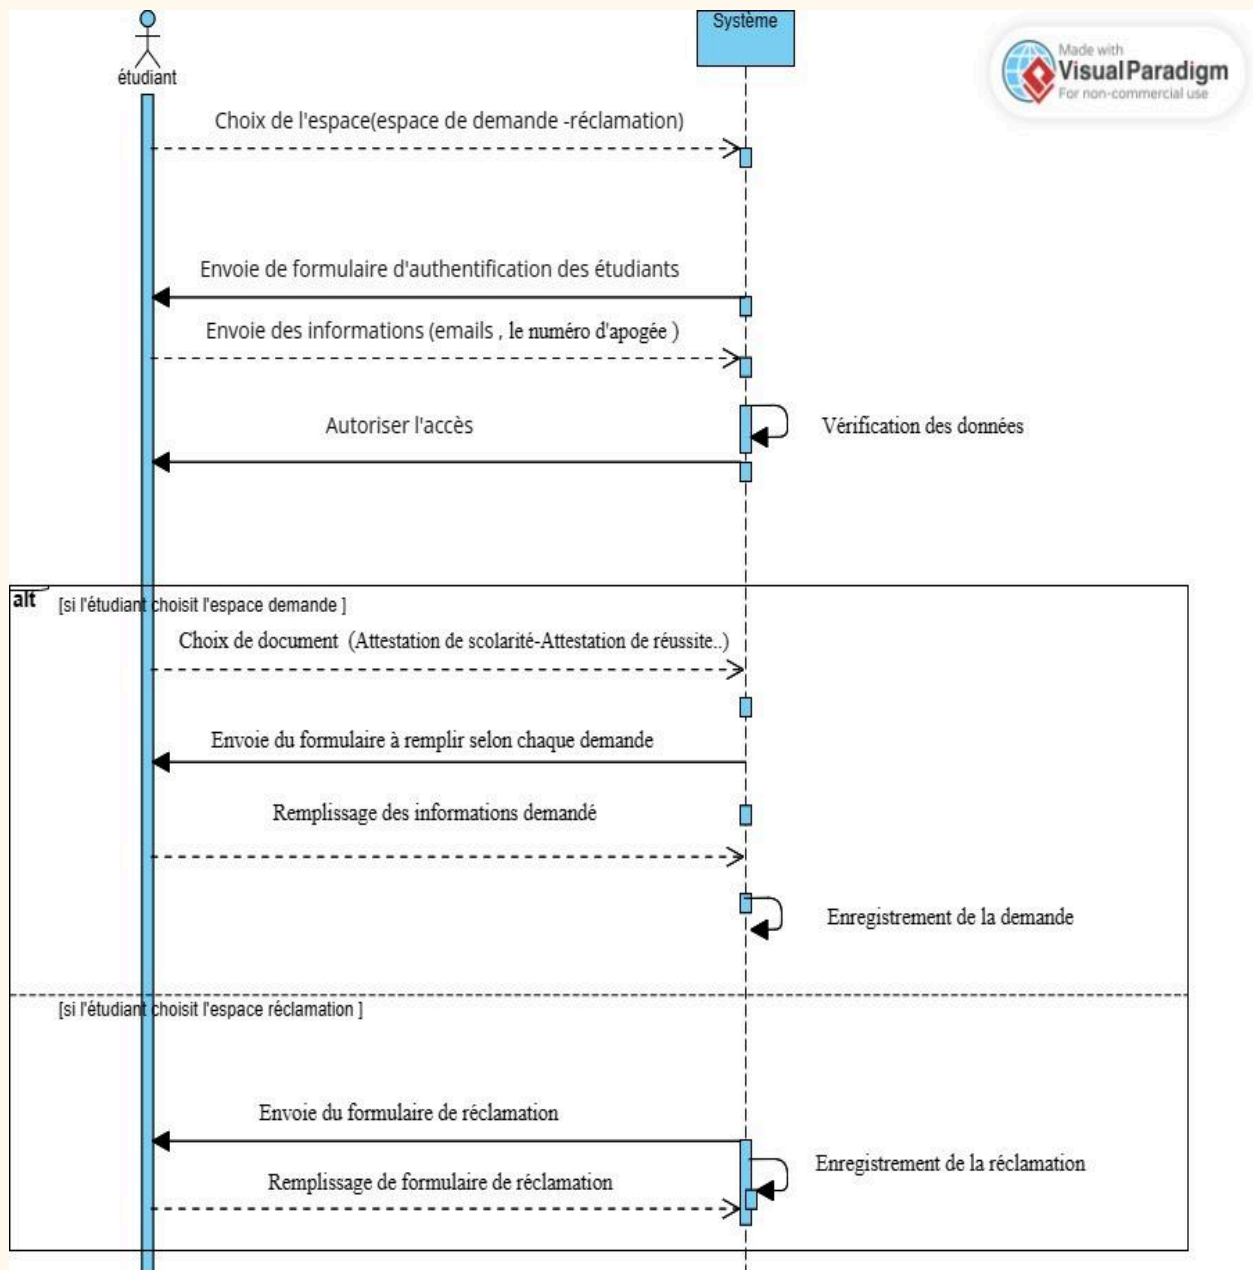 Système
Made with
Visual Paradigm
For non-commercial use
étudiant
Choix de l'espace(espace de demande -réclamation)
Envoie de formulaire d'authentification des étudiants
Envoie des informations (emails , le numéro d'apogée )
Autoriser l'accès
Vérification des données
alt
[si l'étudiant choisit l'espace demande ]
Choix de document (Attestation de scolarité-Attestation de réussite..)
Envoie du formulaire à remplir selon chaque demande
Remplissage des informations demandé
Enregistrement de la demande
[si l'étudiant choisit l'espace réclamation ]
Envoie du formulaire de réclamation
Enregistrement de la réclamation
Remplissage de formulaire de réclamation